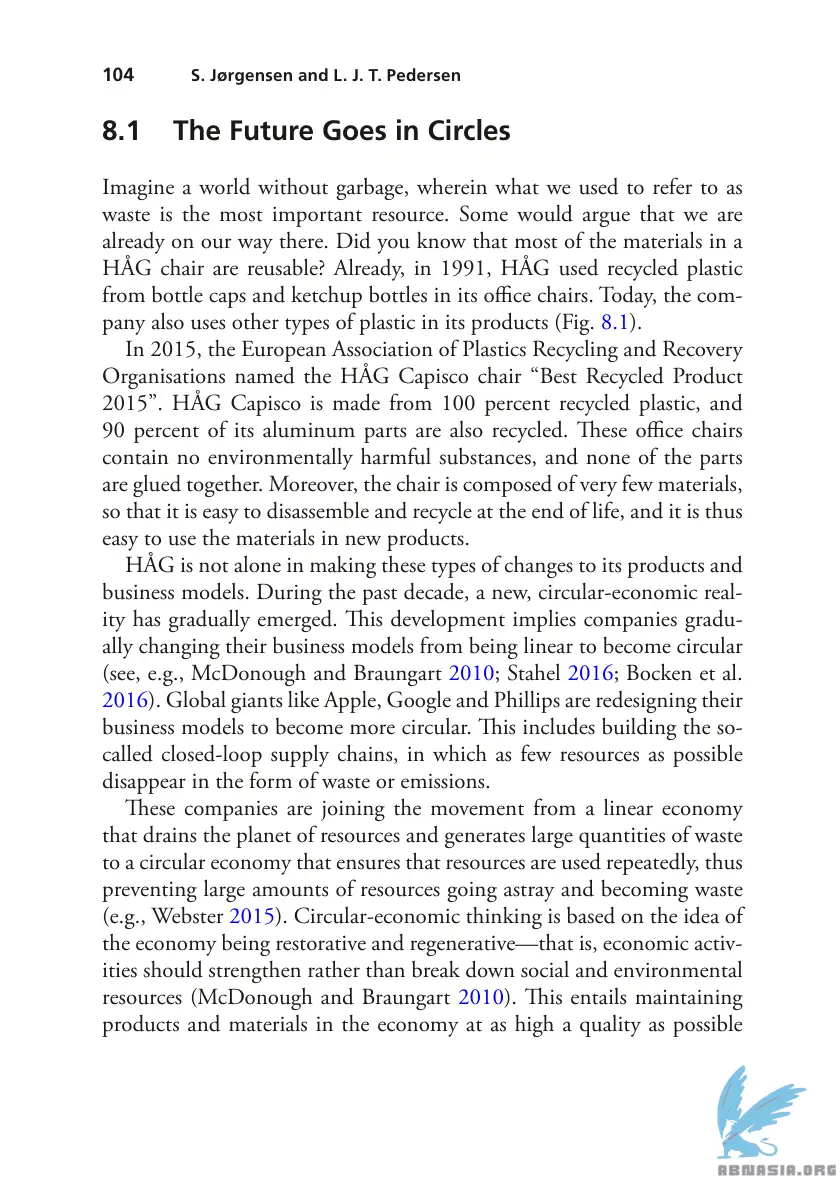 104 S. Jørgensen and L. J. T. Pedersen
8.1 The Future Goes in Circles
Imagine a world without garbage, wherein what we used to refer to as
waste is the most important resource. Some would argue that we are
already on our way there. Did you know that most of the materials in a
HÅG chair are reusable? Already, in 1991, HÅG used recycled plastic
from bottle caps and ketchup bottles in its office chairs. Today, the com-
pany also uses other types of plastic in its products (Fig. 8.1).
In 2015, the European Association of Plastics Recycling and Recovery
Organisations named the HÅG Capisco chair “Best Recycled Product
2015”. HÅG Capisco is made from 100 percent recycled plastic, and
90 percent of its aluminum parts are also recycled. These office chairs
contain no environmentally harmful substances, and none of the parts
are glued together. Moreover, the chair is composed of very few materials,
so that it is easy to disassemble and recycle at the end of life, and it is thus
easy to use the materials in new products.
HÅG is not alone in making these types of changes to its products and
business models. During the past decade, a new, circular-economic real-
ity has gradually emerged. This development implies companies gradu-
ally changing their business models from being linear to become circular
(see, e.g., McDonough and Braungart 2010; Stahel 2016; Bocken et al.
2016). Global giants like Apple, Google and Phillips are redesigning their
business models to become more circular. This includes building the so-
called closed-loop supply chains, in which as few resources as possible
disappear in the form of waste or emissions.
These companies are joining the movement from a linear economy
that drains the planet of resources and generates large quantities of waste
to a circular economy that ensures that resources are used repeatedly, thus
preventing large amounts of resources going astray and becoming waste
(e.g., Webster 2015). Circular-economic thinking is based on the idea of
the economy being restorative and regenerative—that is, economic activ-
ities should strengthen rather than break down social and environmental
resources (McDonough and Braungart 2010). This entails maintaining
products and materials in the economy at as high a quality as possible
ABNASIA.ORG